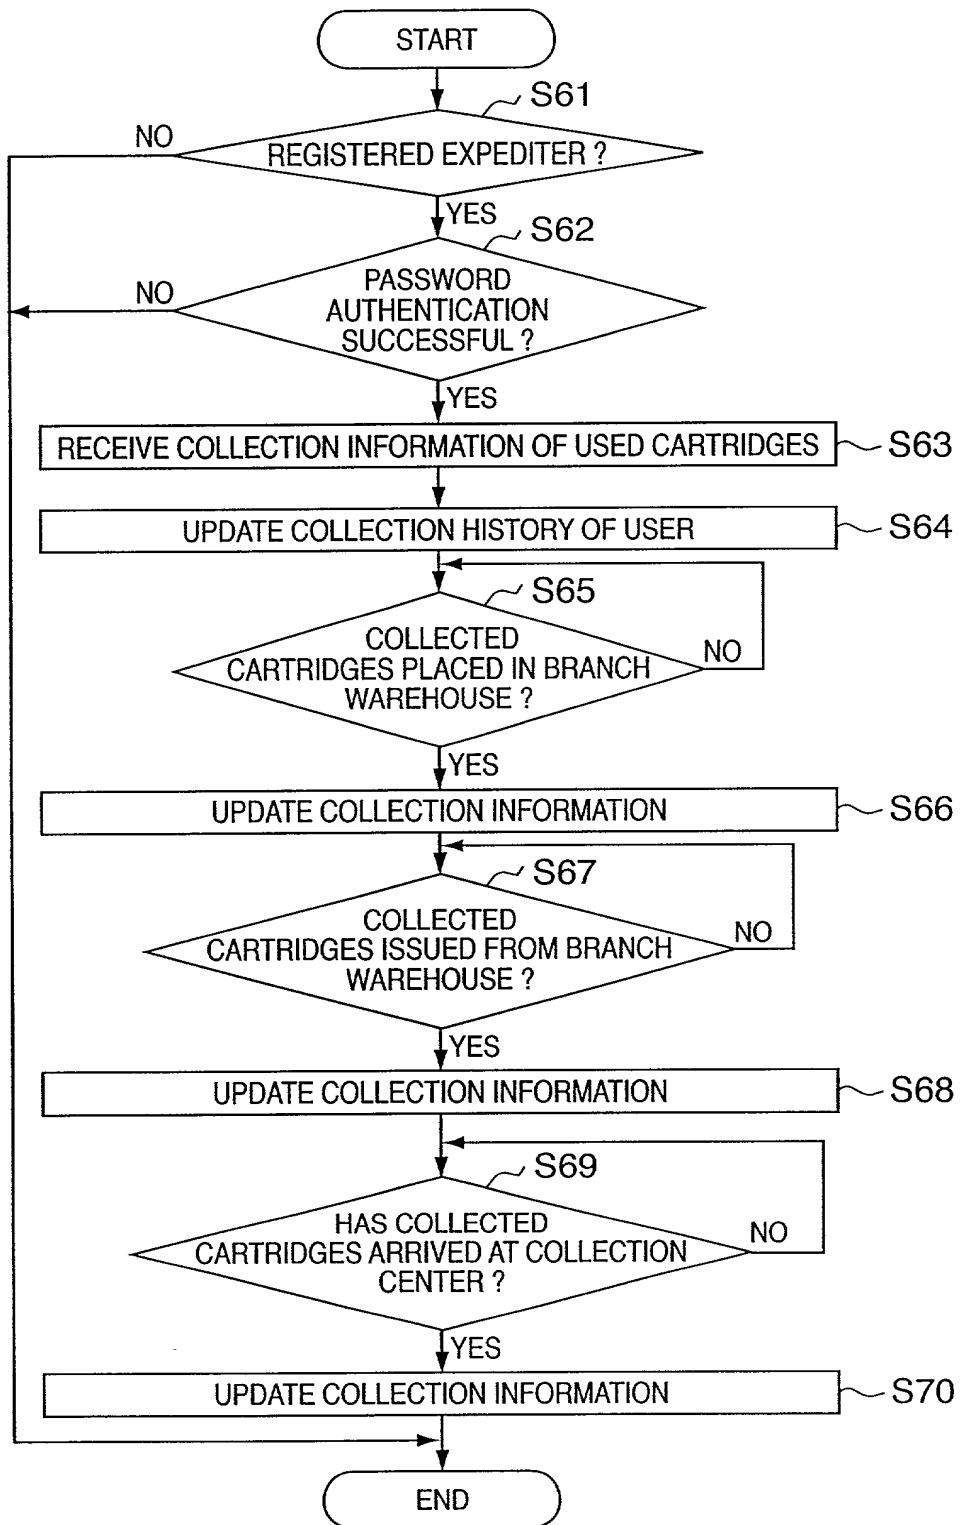 START
S61
NO
REGISTERED EXPEDITER ?
YES
S62
NO
PASSWORD
AUTHENTICATION
SUCCESSFUL ?
YES
RECEIVE COLLECTION INFORMATION OF USED CARTRIDGES
S63
UPDATE COLLECTION HISTORY OF USER
S64
S65
COLLECTED
CARTRIDGES PLACED IN BRANCH
WAREHOUSE ?
NO
YES
UPDATE COLLECTION INFORMATION
S66
S67
COLLECTED
CARTRIDGES ISSUED FROM BRANCH
WAREHOUSE ?
NO
YES
UPDATE COLLECTION INFORMATION
S68
S69
HAS COLLECTED
CARTRIDGES ARRIVED AT COLLECTION
CENTER ?
NO
YES
UPDATE COLLECTION INFORMATION
S70
END